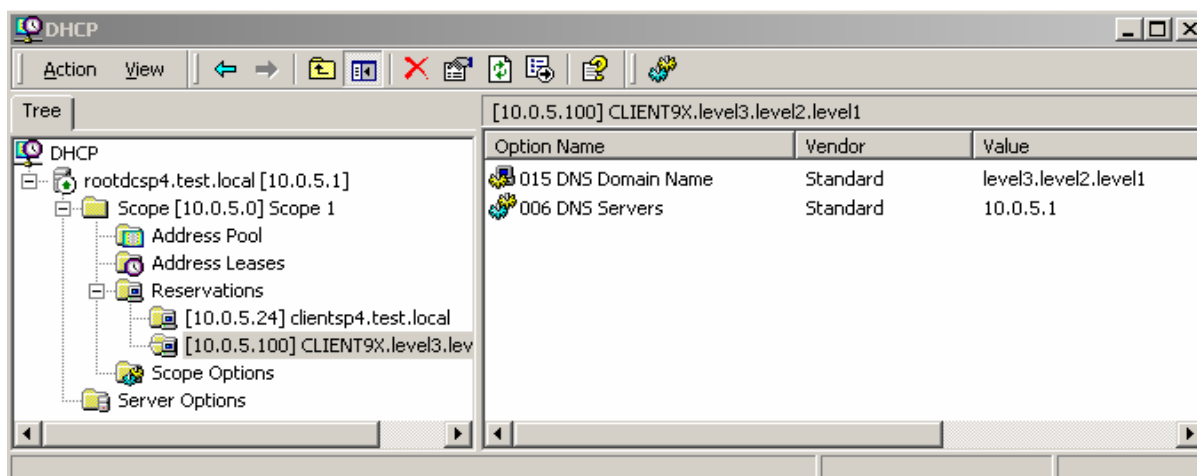 DHCP
Action View
Tree
[10.0.5.100] CLIENT9X.level3.level2.level1
DHCP
rootdcsp4.test.local [10.0.5.1]
Scope [10.0.5.0] Scope 1
Address Pool
Address Leases
Reservations
[10.0.5.24] clientsp4.test.local
[10.0.5.100] CLIENT9X.level3.lev
Scope Options
Server Options
Option Name Vendor Value
015 DNS Domain Name Standard level3.level2.level1
006 DNS Servers Standard 10.0.5.1